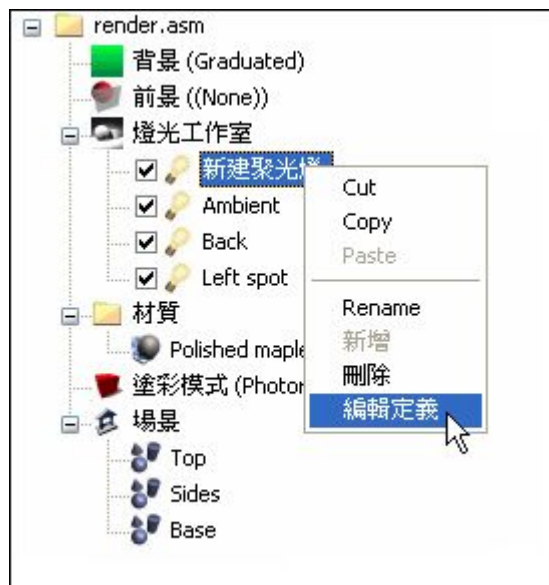 render.asm
背景 (Graduated)
前景 ((None))
燈光工作室
新建聚光燈
Ambient
Back
Left spot
材質
Polished maple
塗彩模式 (Photor
場景
Top
Sides
Base
Cut
Copy
Paste
Rename
新增
刪除
編輯定義